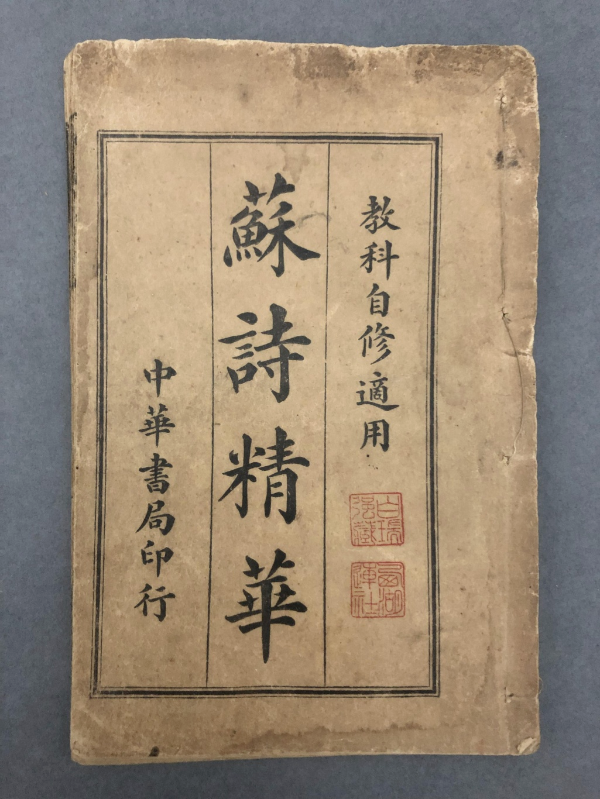 教科自修適用
蘇詩精華
中華書局印行